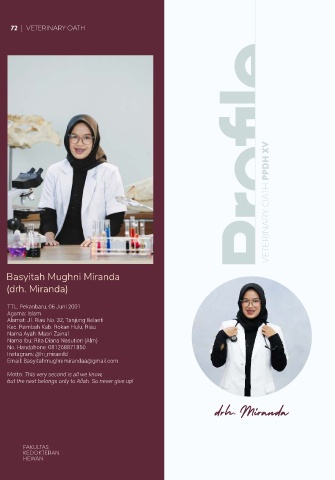 72 | VETERINARY OATH
Profile
VETERINARY OATH PPDH XV
Basyitah Mughni Miranda
(drh. Miranda)
TTL: Pekanbaru, 06 Juni 2001
Agama: Islam
Alamat: Jl. Riau No. 32, Tanjung Belanti
Kec. Rambah Kab. Rokan Hulu, Riau
Nama Ayah: Masri Zainal
Nama Ibu: Rita Diana Nasution (Alm)
No. Handphone: 081268871850
Instagram: @hi_mirawld
Email: Basyitahmughnimirandaa@gmail.com
Motto: This very second is all we know,
but the next belongs only to Allah. So never give up!
drh. Miranda
FAKULTAS
KEDOKTERAN
HEWAN